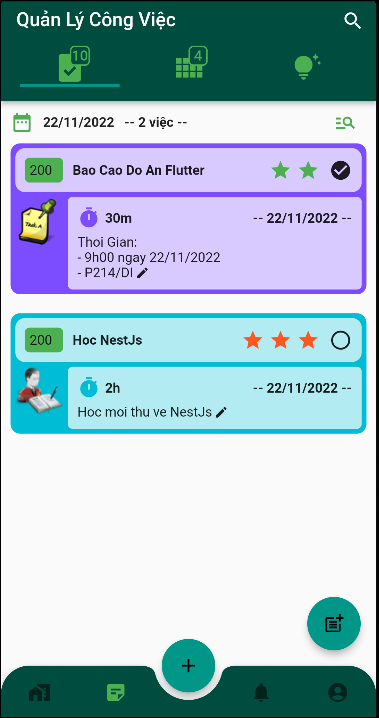 Quản Lý Công Việc
10
4
22/11/2022 -- 2 việc --
200 Bao Cao Do An Flutter
Task A
30m -- 22/11/2022 --
Thoi Gian:
- 9h00 ngay 22/11/2022
- P214/DI
200 Hoc NestJs
2h -- 22/11/2022 --
Hoc moi thu ve NestJs